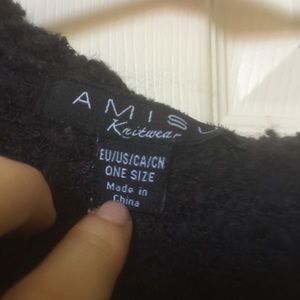 AMISU
Knitwear
EU/US/CA/CN
ONE SIZE
Made in
China